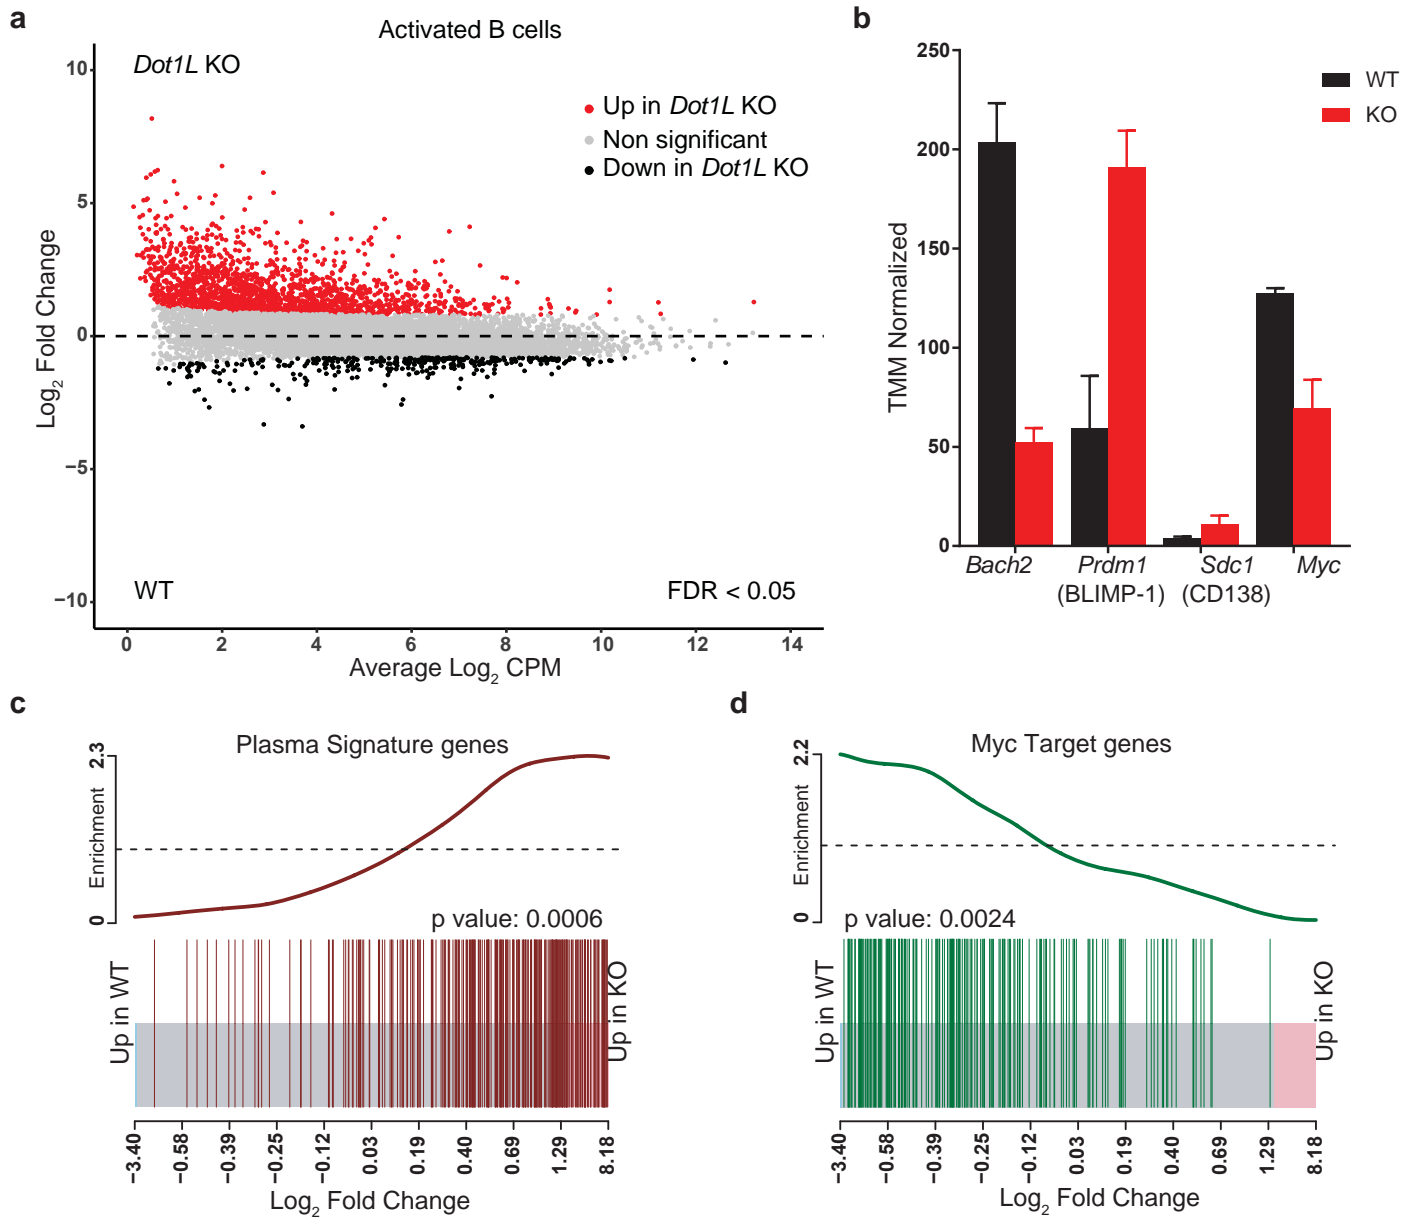 a
Activated B cells
Dot1L KO
Up in Dot1L KO
Non significant
Down in Dot1L KO
10
5
0
−5
−10
Log2 Fold Change
WT
FDR < 0.05
0 2 4 6 8 10 12 14
Average Log2 CPM
b
WT
KO
250
200
150
100
50
0
TMM Normalized
Bach2 Prdm1 Sdc1 Myc
(BLIMP-1) (CD138)
c
Plasma Signature genes
2.3
0
Enrichment
p value: 0.0006
Up in WT
Up in KO
−3.40 −0.58 −0.39 −0.25 −0.12 0.03 0.19 0.40 0.69 1.29 8.18
Log2 Fold Change
d
Myc Target genes
2.2
0
Enrichment
p value: 0.0024
Up in WT
Up in KO
−3.40 −0.58 −0.39 −0.25 −0.12 0.03 0.19 0.40 0.69 1.29 8.18
Log2 Fold Change